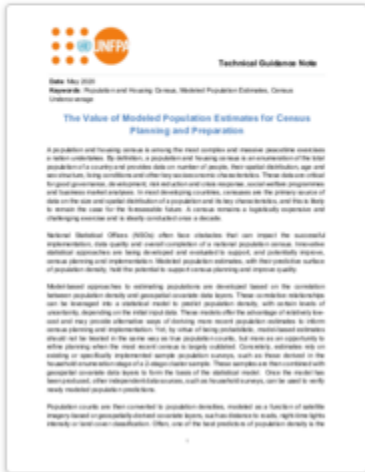 UNFPA
Technical Guidance Note
Date: May 2020
Keywords: Population and Housing Census, Modeled Population Estimates, Census
Undercoverage
The Value of Modeled Population Estimates for Census
Planning and Preparation
A population and housing census is among the most complex and massive peacetime exercises
a nation undertakes. By definition, a population and housing census is an enumeration of the total
population of a country and provides data on number of people, their spatial distribution, age and
sex structure, living conditions and other key socioeconomic characteristics. These data are critical
for good governance, development, risk reduction and crisis response, social welfare programmes
and business market analyses. In most developing countries, censuses are the primary source of
data on the size and spatial distribution of a population and its key characteristics, and this is likely
to remain the case for the foreseeable future. A census remains a logistically expensive and
challenging exercise and is ideally conducted once a decade.
National Statistical Offices (NSOs) often face obstacles that can impact the successful
implementation, data quality and overall completion of a national population census. Innovative
statistical approaches are being developed and evaluated to support, and potentially improve,
census planning and implementation. Modeled population estimates, with their predictive surface
of population density, hold the potential to support census planning and improve quality.
Model-based approaches to estimating populations are developed based on the correlation
between population density and geospatial covariate data layers. These correlative relationships
can be leveraged into a statistical model to predict population density, with certain levels of
uncertainty, depending on the initial input data. These models offer the advantage of relatively low-
cost and may provide alternative ways of deriving more recent population estimates to inform
census planning and implementation. Yet, by virtue of being probabilistic, model-based estimates
should not be treated in the same way as true population counts, but more as an opportunity to
refine planning when the most recent census is largely outdated. Concretely, estimates rely on
existing or specifically implemented sample population surveys, such as those derived in the
household enumeration stage of a 2-stage cluster sample. These samples are then combined with
geospatial covariate data layers to form the basis of the statistical model. Once the model has
been produced, other independent data sources, such as household surveys, can be used to verify
newly modeled population predictions.
Population counts are then converted to population densities, modeled as a function of satellite
imagery based or geospatially derived covariate layers, such as distance to roads, night-time lights
intensity or land cover classification. Often, one of the best predictors of population density is the